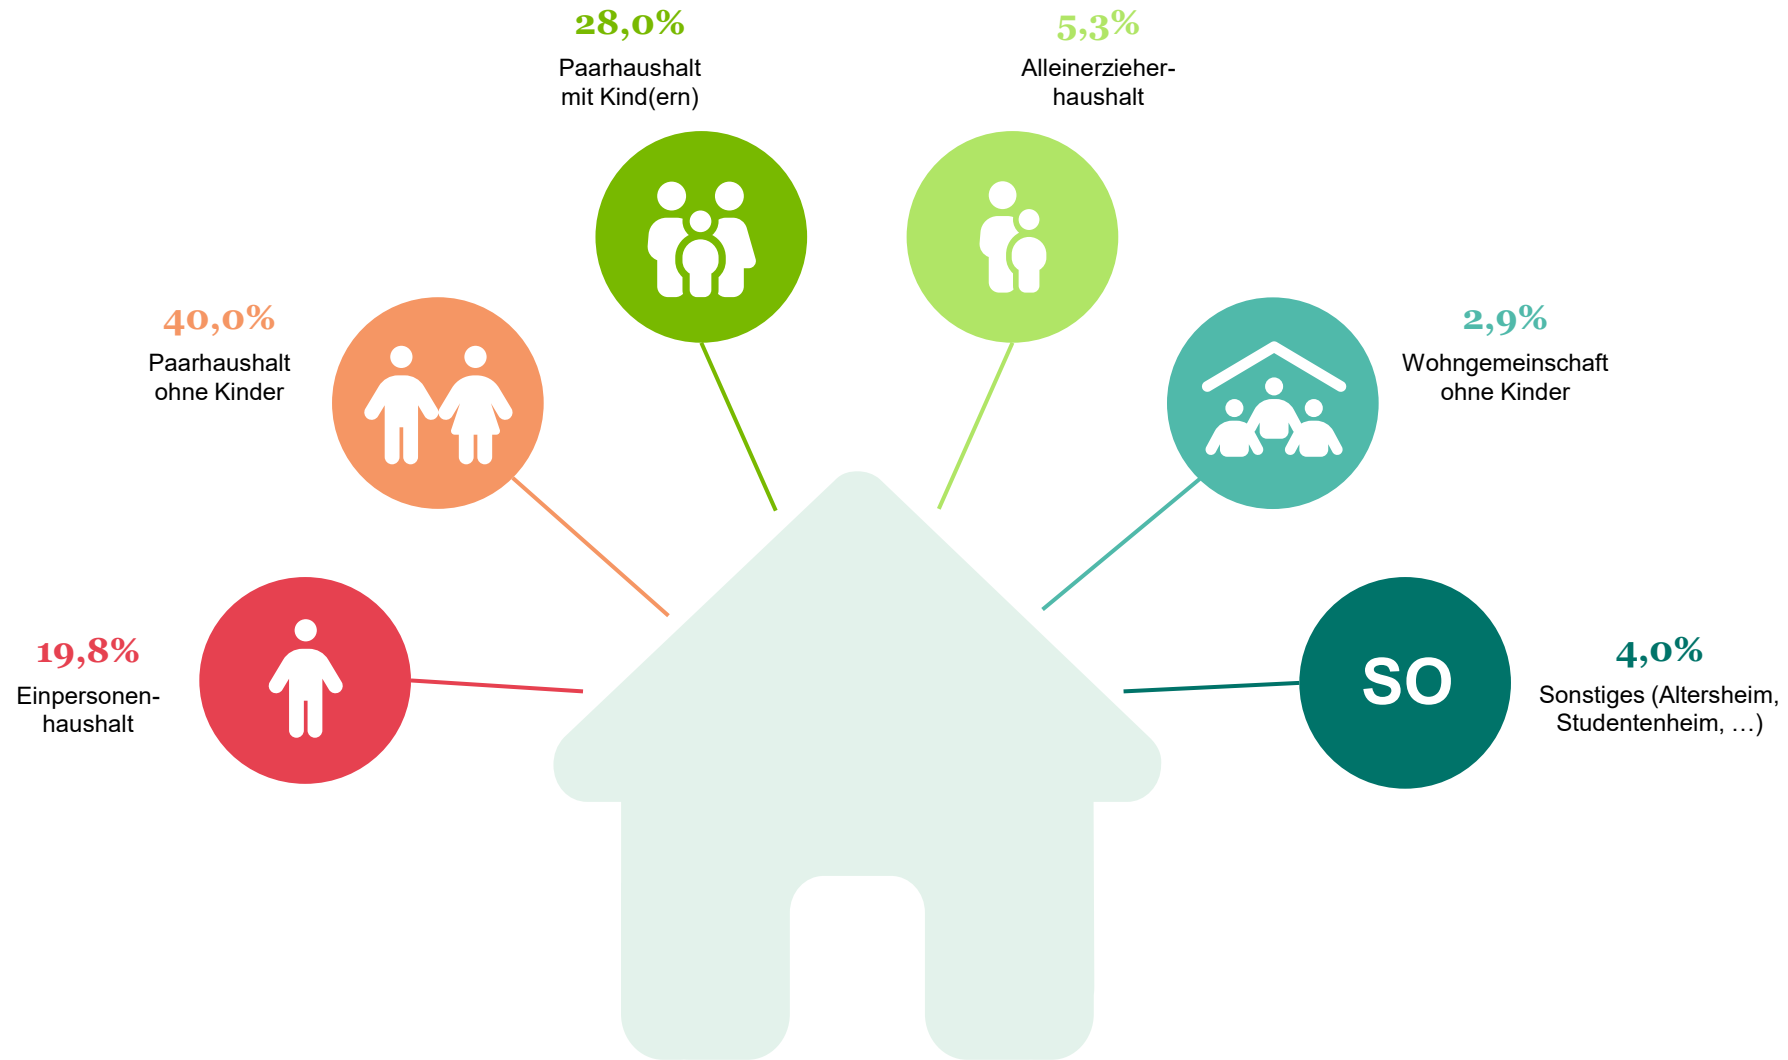 28,0%
Paarhaushalt
mit Kind(ern)
5,3%
Alleinerzieher-
haushalt
40,0%
Paarhaushalt
ohne Kinder
2,9%
Wohngemeinschaft
ohne Kinder
19,8%
Einpersonen-
haushalt
SO
4,0%
Sonstiges (Altersheim,
Studentenheim, …)